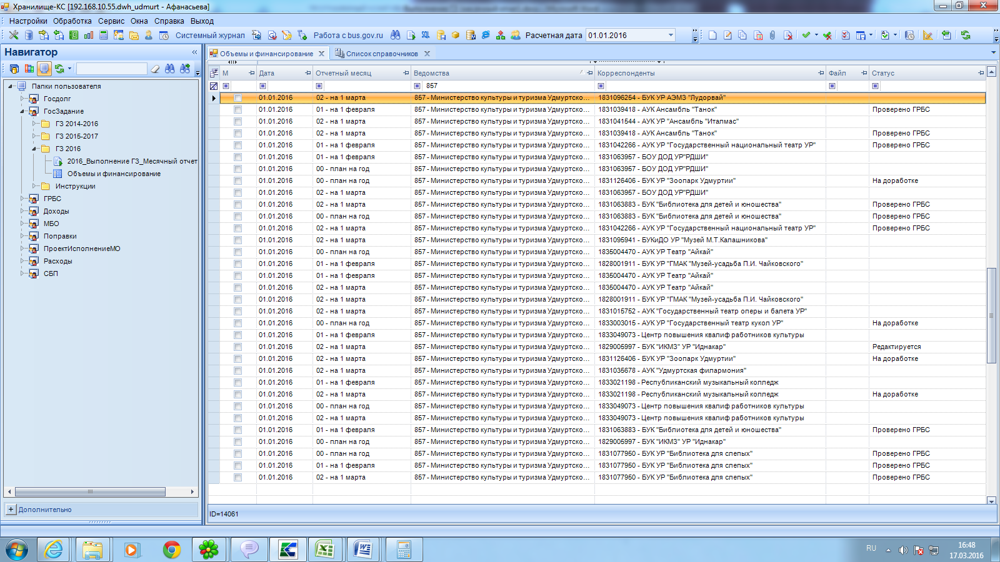 Хранилище-КС [192.168.10.55.dwh_udmurt - Афанасьева]
Настройки Обработка Сервис Окна Справка Выход
Системный журнал Работа с bus.gov.ru SQL Расчетная дата 01.01.2016
Навигатор «
Папки пользователя
Госдолг
ГосЗадание
ГЗ 2014-2016
ГЗ 2015-2017
ГЗ 2016
2016_Выполнение ГЗ_Месячный отчет
Объемы и финансирование
Инструкции
ГРБС
Доходы
МБО
Поправки
ПроектИсполнениеМО
Расходы
СБП
Дополнительно
Объемы и финансирование Список справочников
М Дата Отчетный месяц Ведомства Корреспонденты Файл Статус
857
01.01.2016 02 - на 1 марта 857 - Министерство культуры и туризма Удмуртско... 1831096254 - БУК УР АЭМЗ "Лудорвай"
01.01.2016 01 - на 1 февраля 857 - Министерство культуры и туризма Удмуртско... 1831039418 - АУК Ансамбль "Танок" Проверено ГРБС
01.01.2016 02 - на 1 марта 857 - Министерство культуры и туризма Удмуртско... 1831041544 - АУК УР "Ансамбль "Италмас"
01.01.2016 02 - на 1 марта 857 - Министерство культуры и туризма Удмуртско... 1831039418 - АУК Ансамбль "Танок" Проверено ГРБС
01.01.2016 01 - на 1 февраля 857 - Министерство культуры и туризма Удмуртско... 1831042266 - АУК УР "Государственный национальный театр УР" Проверено ГРБС
01.01.2016 01 - на 1 февраля 857 - Министерство культуры и туризма Удмуртско... 1831063957 - БОУ ДОД УР"РДШИ"
01.01.2016 00 - план на год 857 - Министерство культуры и туризма Удмуртско... 1831063957 - БОУ ДОД УР"РДШИ"
01.01.2016 00 - план на год 857 - Министерство культуры и туризма Удмуртско... 1831126406 - БУК УР "Зоопарк Удмуртии" На доработке
01.01.2016 02 - на 1 марта 857 - Министерство культуры и туризма Удмуртско... 1831063957 - БОУ ДОД УР"РДШИ"
01.01.2016 02 - на 1 марта 857 - Министерство культуры и туризма Удмуртско... 1831063883 - БУК "Библиотека для детей и юношества" Проверено ГРБС
01.01.2016 00 - план на год 857 - Министерство культуры и туризма Удмуртско... 1831063883 - БУК "Библиотека для детей и юношества" Проверено ГРБС
01.01.2016 02 - на 1 марта 857 - Министерство культуры и туризма Удмуртско... 1831042266 - АУК УР "Государственный национальный театр УР" Проверено ГРБС
01.01.2016 02 - на 1 марта 857 - Министерство культуры и туризма Удмуртско... 1831095941 - БУКиДО УР "Музей М.Т.Калашникова"
01.01.2016 00 - план на год 857 - Министерство культуры и туризма Удмуртско... 1835004470 - АУК УР Театр "Айкай"
01.01.2016 01 - на 1 февраля 857 - Министерство культуры и туризма Удмуртско... 1828001911 - БУК УР "ГМАК "Музей-усадьба П.И. Чайковского"
01.01.2016 01 - на 1 февраля 857 - Министерство культуры и туризма Удмуртско... 1835004470 - АУК УР Театр "Айкай"
01.01.2016 02 - на 1 марта 857 - Министерство культуры и туризма Удмуртско... 1835004470 - АУК УР Театр "Айкай"
01.01.2016 02 - на 1 марта 857 - Министерство культуры и туризма Удмуртско... 1828001911 - БУК УР "ГМАК "Музей-усадьба П.И. Чайковского"
01.01.2016 02 - на 1 марта 857 - Министерство культуры и туризма Удмуртско... 1831015752 - АУК "Государственный театр оперы и балета УР"
01.01.2016 00 - план на год 857 - Министерство культуры и туризма Удмуртско... 1833003015 - АУК УР "Государственный театр кукол УР" На доработке
01.01.2016 01 - на 1 февраля 857 - Министерство культуры и туризма Удмуртско... 1833049073 - Центр повышения квалиф работников культуры
01.01.2016 02 - на 1 марта 857 - Министерство культуры и туризма Удмуртско... 1829005997 - БУК "ИКМЗ" УР "Иднакар" Редактируется
01.01.2016 02 - на 1 марта 857 - Министерство культуры и туризма Удмуртско... 1831126406 - БУК УР "Зоопарк Удмуртии" На доработке
01.01.2016 02 - на 1 марта 857 - Министерство культуры и туризма Удмуртско... 1831035678 - АУК "Удмуртская филармония"
01.01.2016 01 - на 1 февраля 857 - Министерство культуры и туризма Удмуртско... 1833021198 - Республиканский музыкальный колледж
01.01.2016 02 - на 1 марта 857 - Министерство культуры и туризма Удмуртско... 1833021198 - Республиканский музыкальный колледж На доработке
01.01.2016 00 - план на год 857 - Министерство культуры и туризма Удмуртско... 1833049073 - Центр повышения квалиф работников культуры
01.01.2016 02 - на 1 марта 857 - Министерство культуры и туризма Удмуртско... 1833049073 - Центр повышения квалиф работников культуры
01.01.2016 01 - на 1 февраля 857 - Министерство культуры и туризма Удмуртско... 1831063883 - БУК "Библиотека для детей и юношества" Проверено ГРБС
01.01.2016 00 - план на год 857 - Министерство культуры и туризма Удмуртско... 1829005997 - БУК "ИКМЗ" УР "Иднакар"
01.01.2016 00 - план на год 857 - Министерство культуры и туризма Удмуртско... 1831077950 - БУК УР "Библиотека для слепых" Проверено ГРБС
01.01.2016 01 - на 1 февраля 857 - Министерство культуры и туризма Удмуртско... 1831077950 - БУК УР "Библиотека для слепых" Проверено ГРБС
01.01.2016 02 - на 1 марта 857 - Министерство культуры и туризма Удмуртско... 1831077950 - БУК УР "Библиотека для слепых" Проверено ГРБС
ID=14061
RU
16:48
17.03.2016